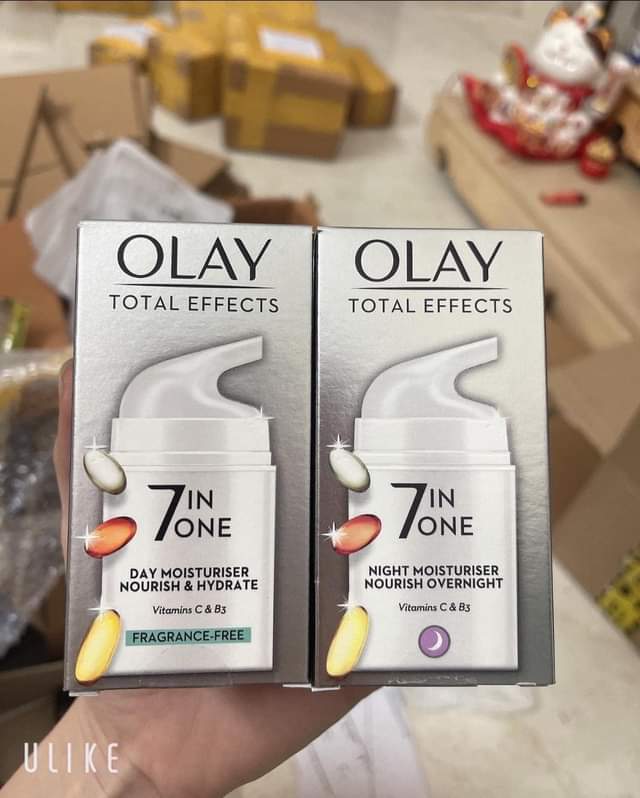 OLAY
TOTAL EFFECTS
7 IN
ONE
DAY MOISTURISER
NOURISH & HYDRATE
Vitamins C & B3
FRAGRANCE-FREE
OLAY
TOTAL EFFECTS
7 IN
ONE
NIGHT MOISTURISER
NOURISH OVERNIGHT
Vitamins C & B3
ULIKE